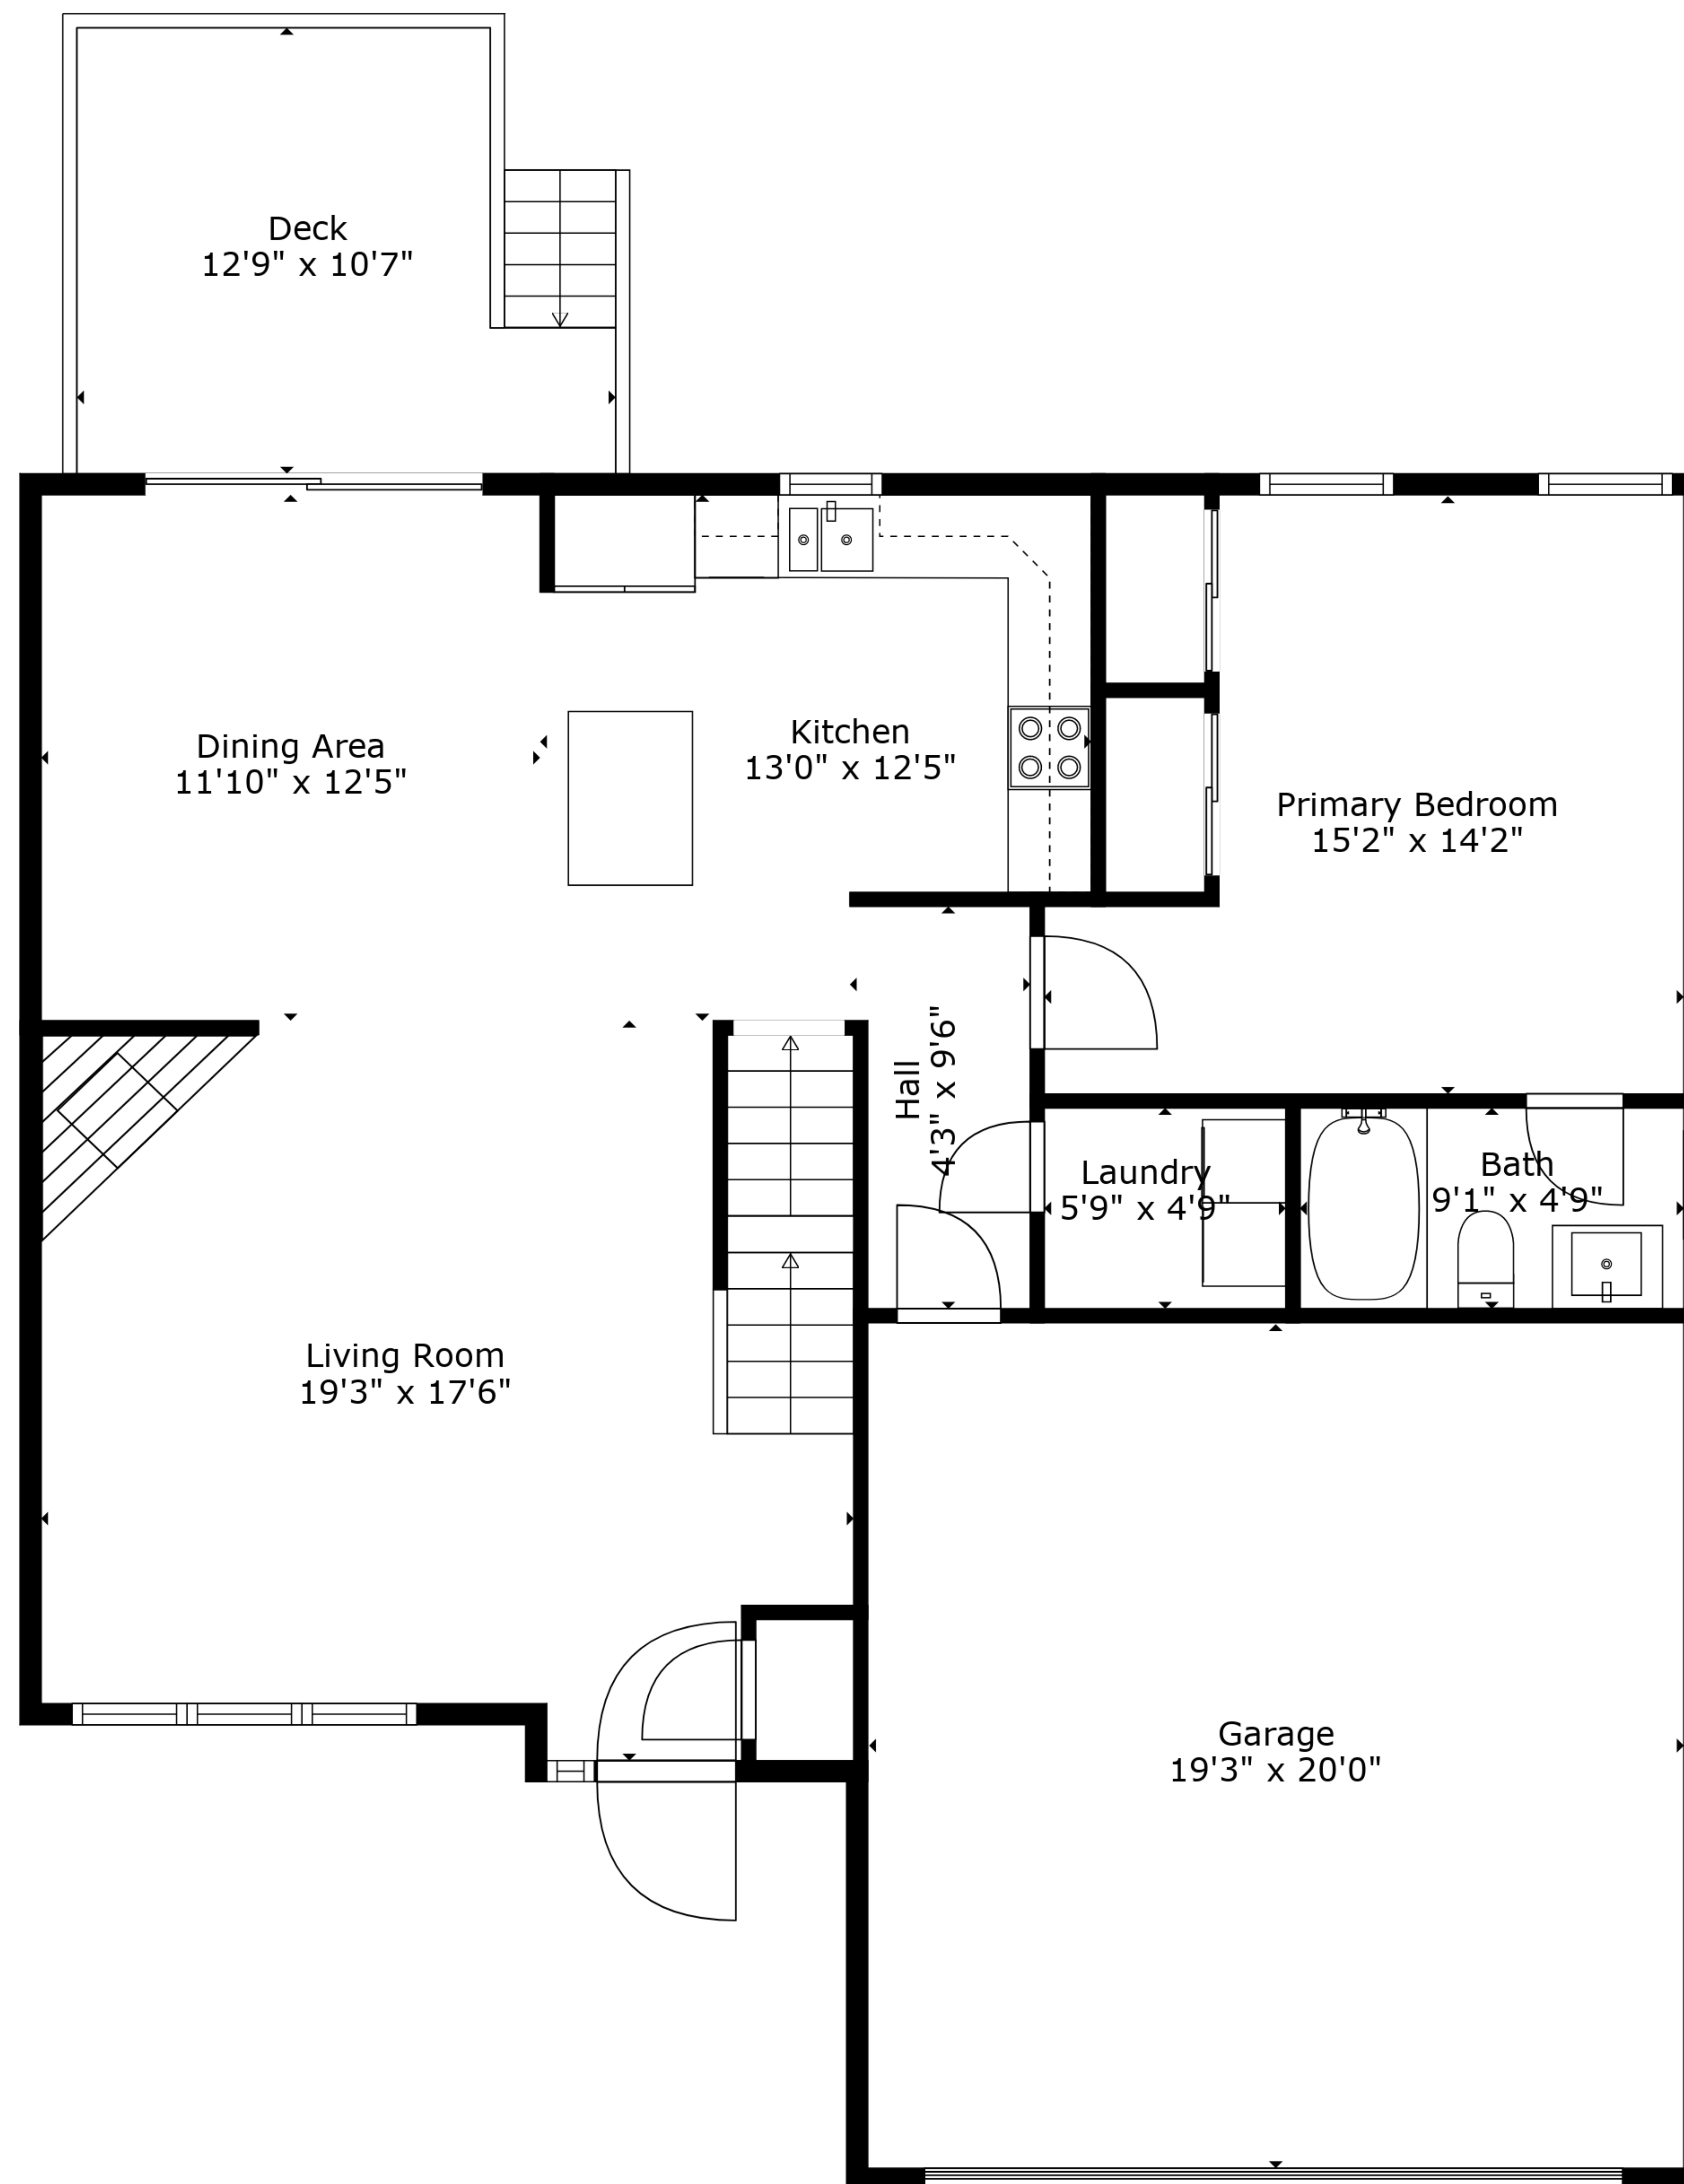 Deck
12'9" x 10'7"
Dining Area
11'10" x 12'5"
Kitchen
13'0" x 12'5"
Primary Bedroom
15'2" x 14'2"
Hall
4'3" x 9'6"
Laundry
5'9" x 4'9"
Bath
9'1" x 4'9"
Living Room
19'3" x 17'6"
Garage
19'3" x 20'0"